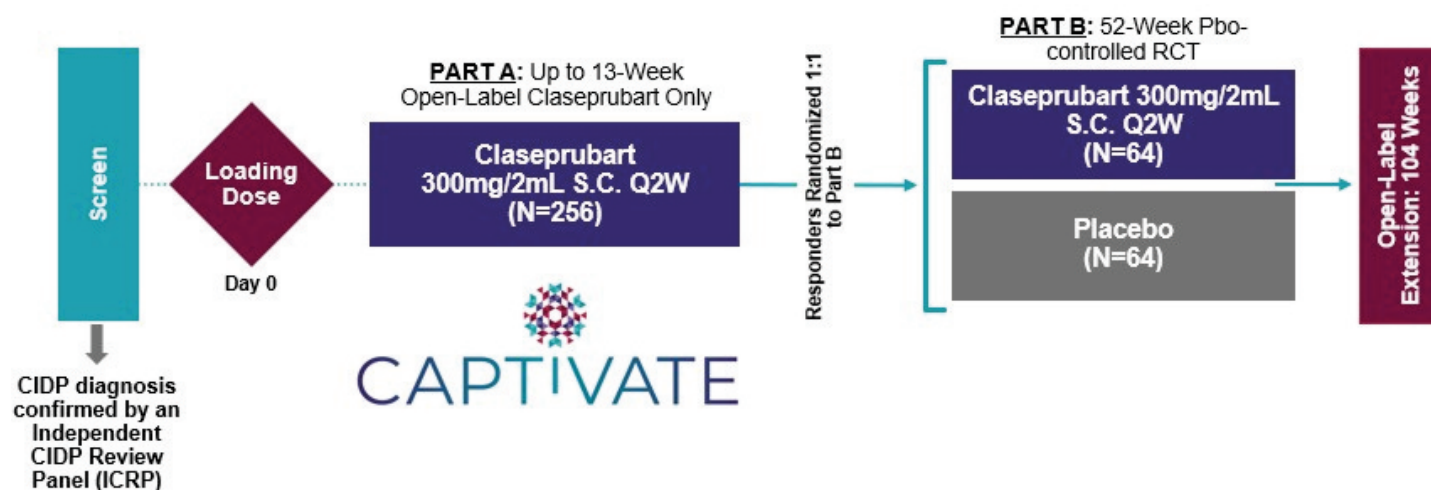 Screen
CIDP diagnosis
confirmed by an
Independent
CIDP Review
Panel (ICRP)
Loading
Dose
Day 0
PART A: Up to 13-Week
Open-Label Claseprubart Only
Claseprubart
300mg/2mL S.C. Q2W
(N=256)
CAPTIVATE
Responders Randomized 1:1
to Part B
PART B: 52-Week Pbo-
controlled RCT
Claseprubart 300mg/2mL
S.C. Q2W
(N=64)
Placebo
(N=64)
Open-Label
Extension: 104 Weeks